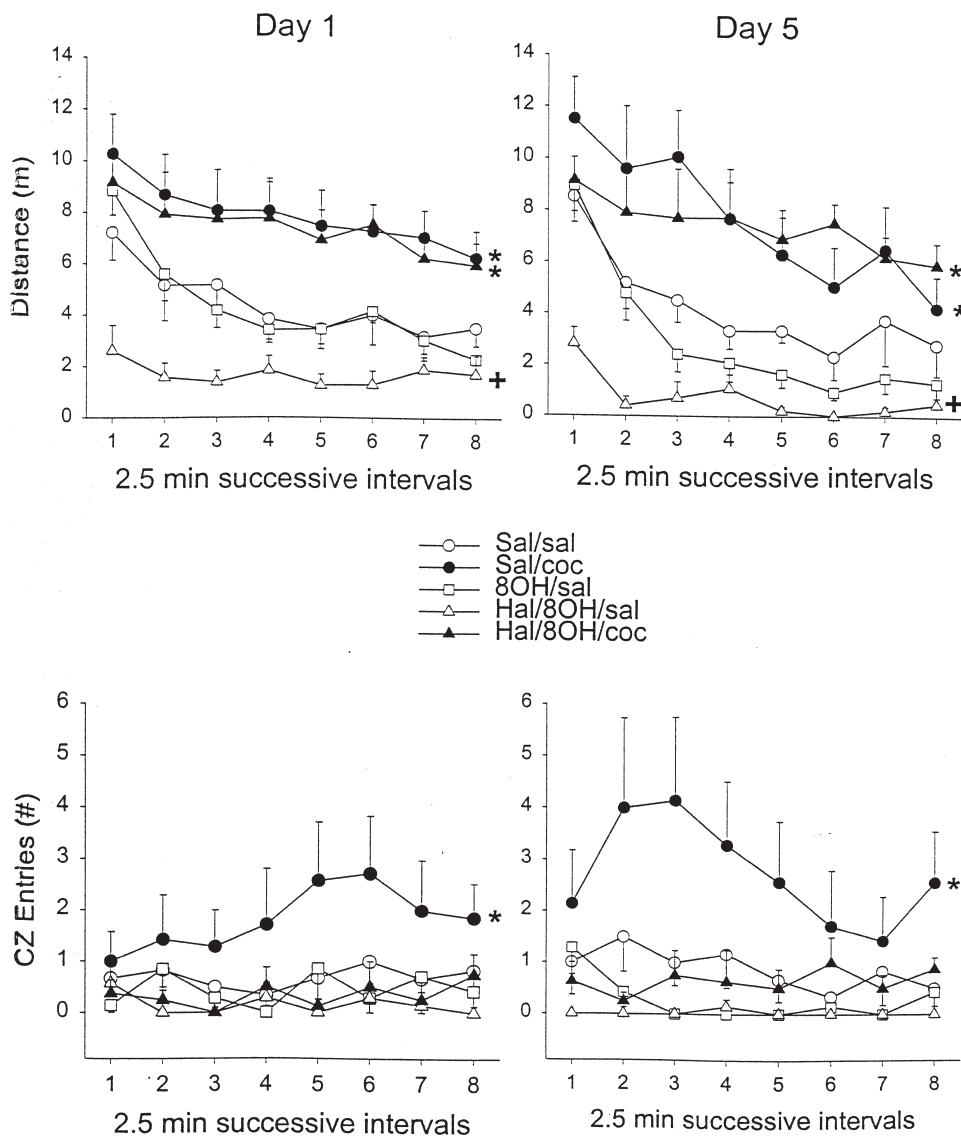 Day 1
Day 5
Distance (m)
14
12
10
8
6
4
2
0
*
*
+
1 2 3 4 5 6 7 8
2.5 min successive intervals
14
12
10
8
6
4
2
0
*
*
+
1 2 3 4 5 6 7 8
2.5 min successive intervals
Sal/sal
Sal/coc
8OH/sal
Hal/8OH/sal
Hal/8OH/coc
CZ Entries (#)
6
5
4
3
2
1
0
*
1 2 3 4 5 6 7 8
2.5 min successive intervals
6
5
4
3
2
1
0
*
1 2 3 4 5 6 7 8
2.5 min successive intervals